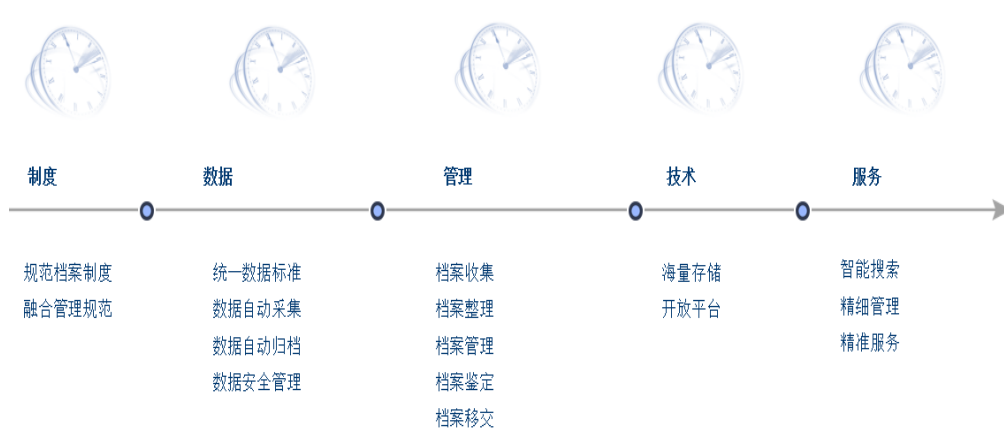 制度
数据
管理
技术
服务
规范档案制度
融合管理规范
统一数据标准
数据自动采集
数据自动归档
数据安全管理
档案收集
档案整理
档案管理
档案鉴定
档案移交
海量存储
开放平台
智能搜索
精细管理
精准服务